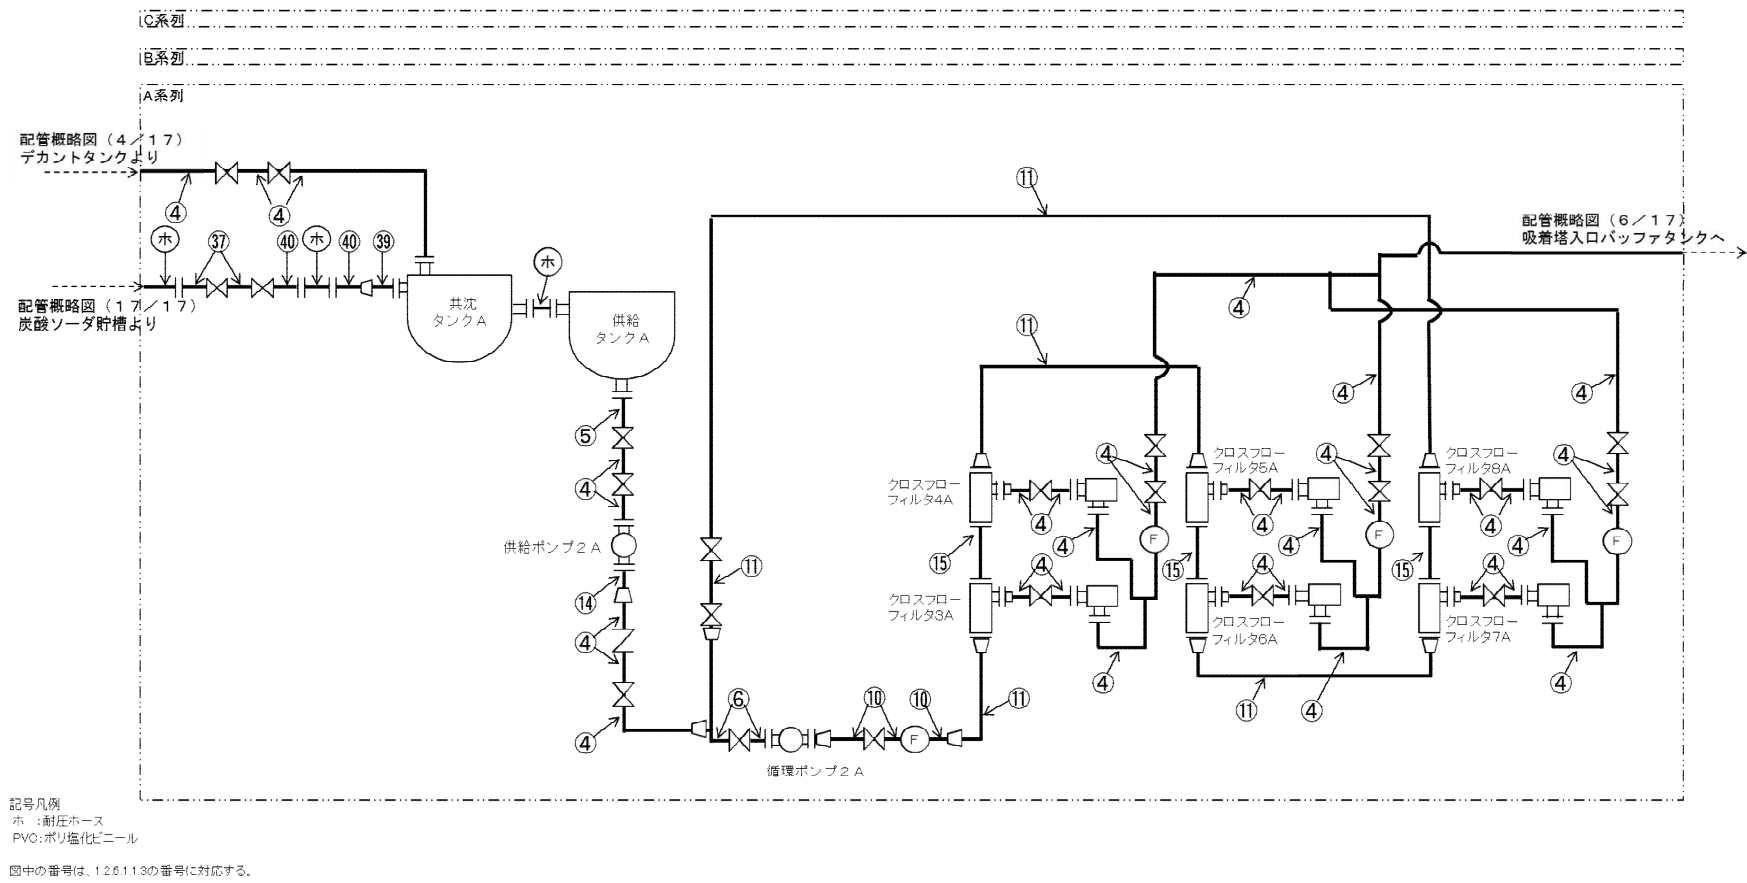 C系列
B系列
A系列
配管概略図（４／１７）
デカントタンクより
④
④
ホ
㊲
㊵
ホ
㊵
㊴
配管概略図（１７／１７）
炭酸ソーダ貯槽より
共沈
タンクA
ホ
供給
タンクA
⑪
配管概略図（６／１７）
吸着塔入口バッファタンクへ
④
⑪
④
④
⑤
④
供給ポンプ２A
⑭
④
④
⑪
クロスフロー
フィルタ4A
④
④
④
F
⑮
クロスフロー
フィルタ3A
④
④
クロスフロー
フィルタ5A
④
④
④
F
⑮
④
クロスフロー
フィルタ6A
④
クロスフロー
フィルタ8A
④
④
④
F
⑮
④
クロスフロー
フィルタ7A
④
⑪
⑥
⑩
F
⑩
⑪
循環ポンプ２A
記号凡例
ホ　：耐圧ホース
PVC：ポリ塩化ビニール
図中の番号は、1.2.6.1.1.3の番号に対応する。